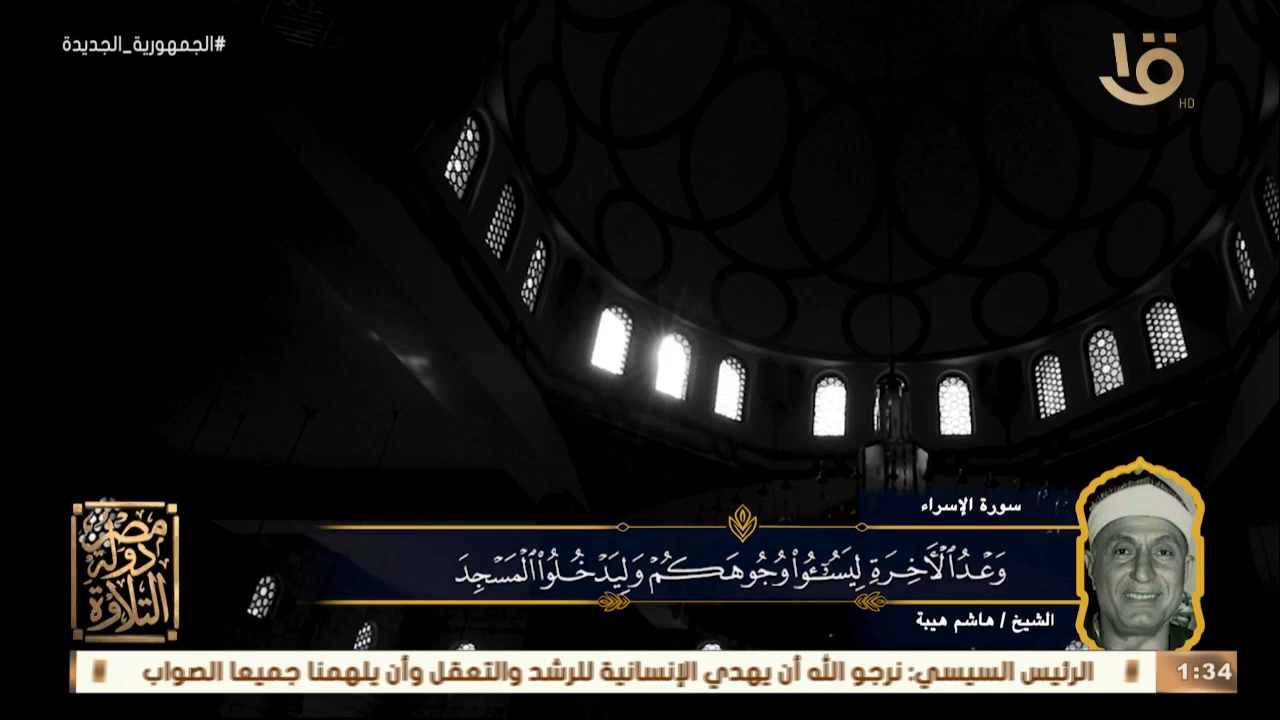 #الجمهورية_الجديدة
HD
سورة الإسراء
وَعْدُ ٱلْأَخِرَةِ لِيَسُـۥٓـُٔوا۟ وُجُوهَكُمْ وَلِيَدْخُلُوا۟ ٱلْمَسْجِدَ
الشيخ / هاشم هيبة
مصر
دولة
التلاوة
الرئيس السيسي: نرجو الله أن يهدي الإنسانية للرشد والتعقل وأن يلهمنا جميعا الصواب
1:34